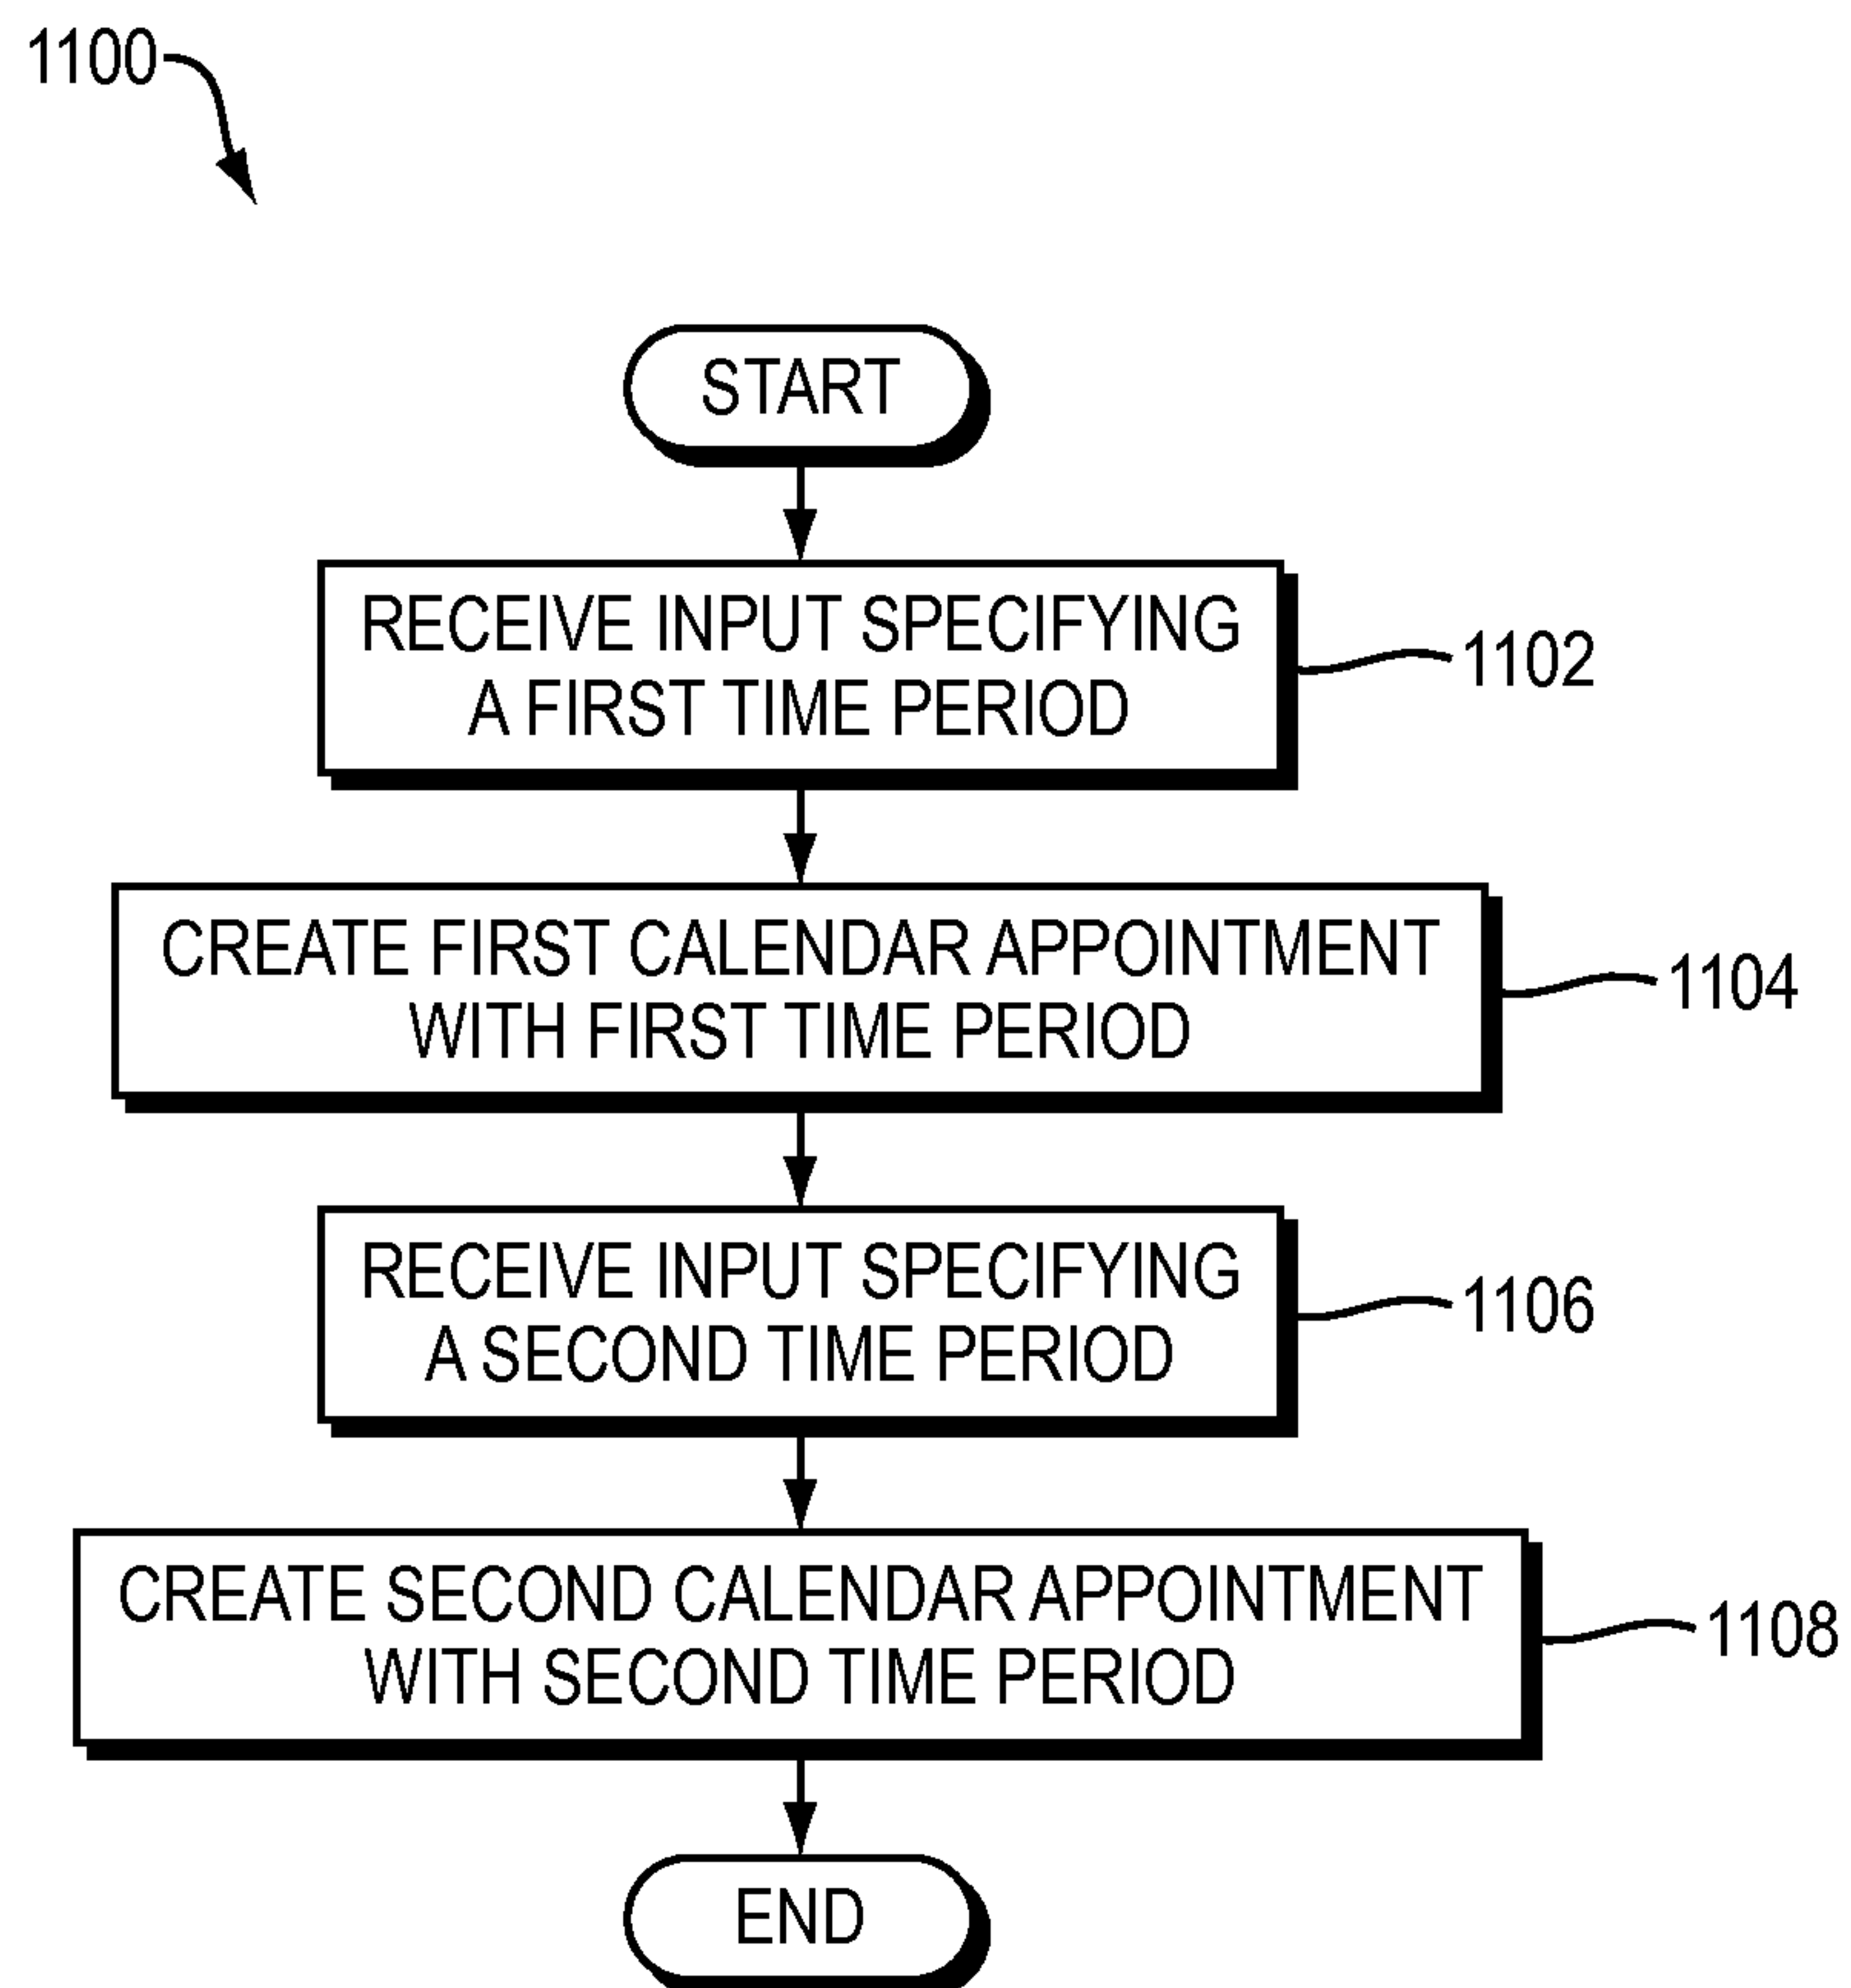 1100
START
RECEIVE INPUT SPECIFYING
A FIRST TIME PERIOD
1102
CREATE FIRST CALENDAR APPOINTMENT
WITH FIRST TIME PERIOD
1104
RECEIVE INPUT SPECIFYING
A SECOND TIME PERIOD
1106
CREATE SECOND CALENDAR APPOINTMENT
WITH SECOND TIME PERIOD
1108
END